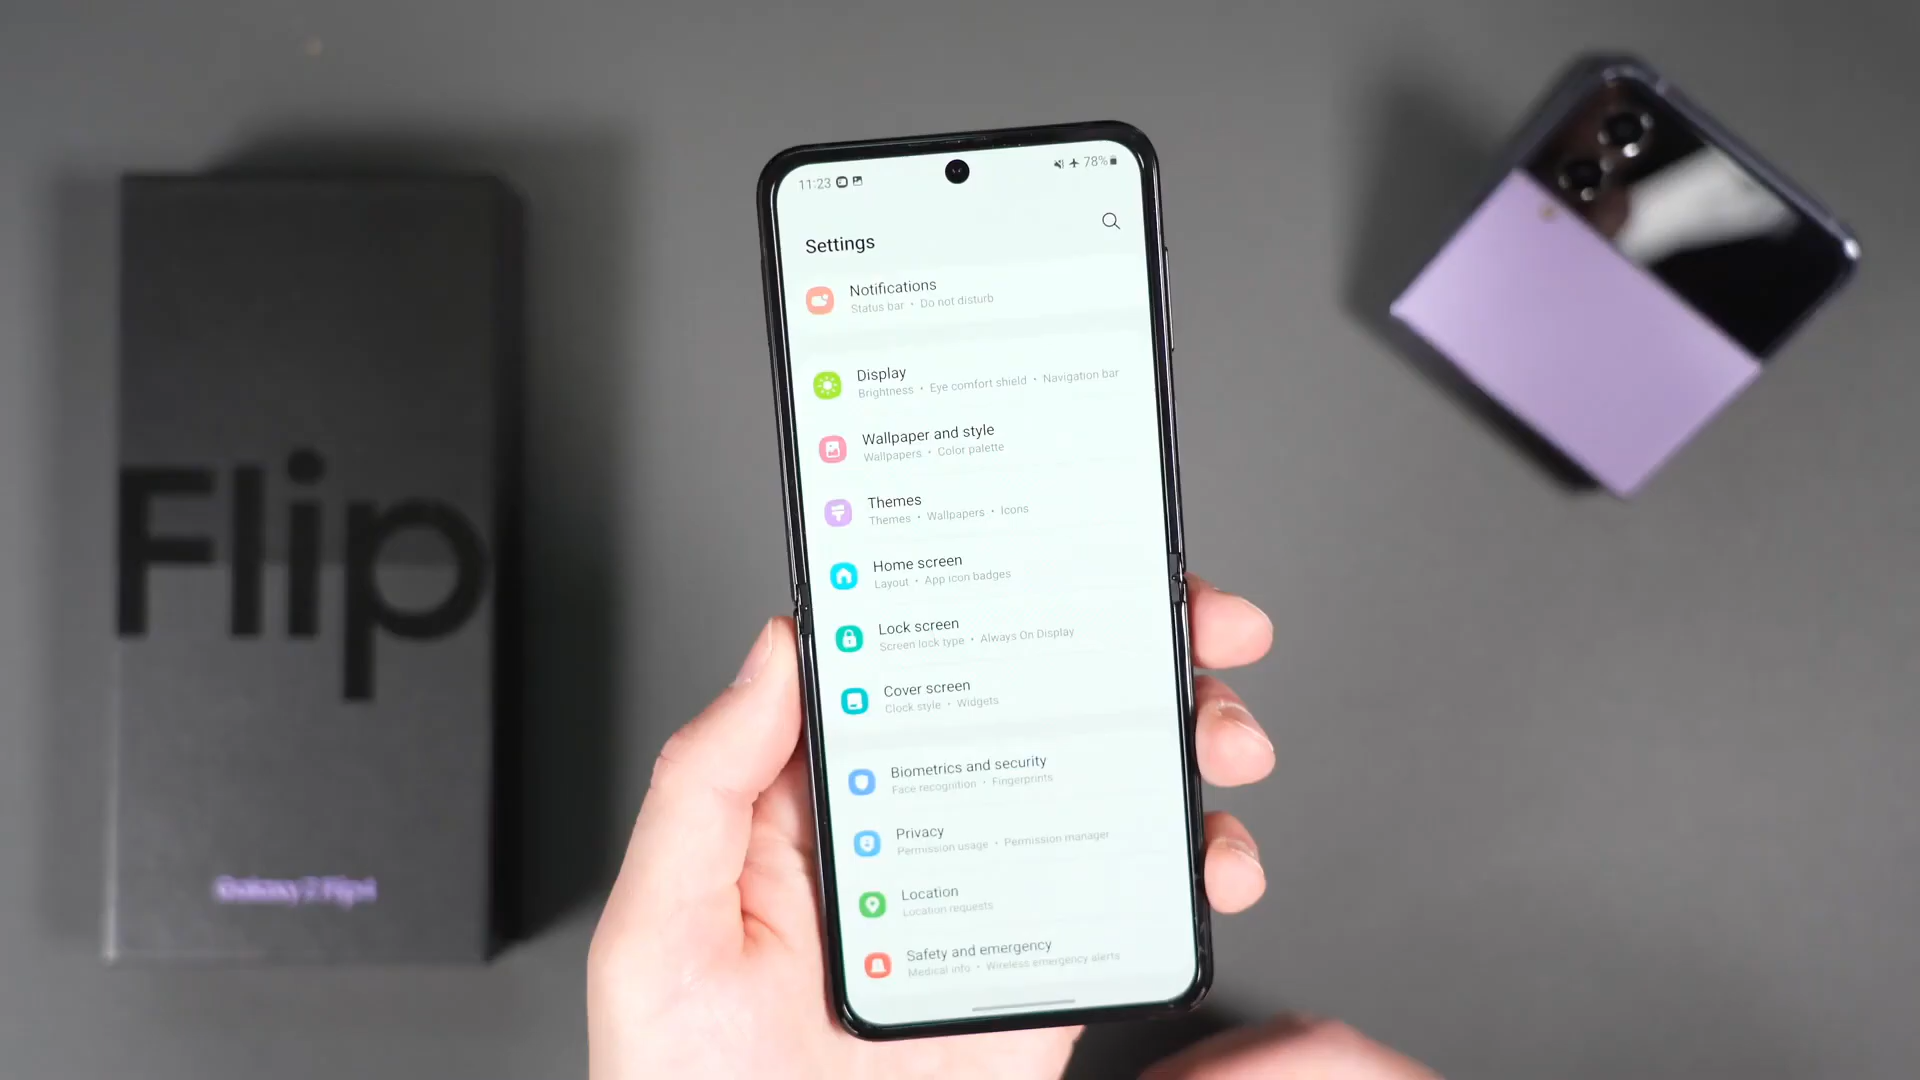 Flip
Galaxy Z Flip4
11:23
78%
Settings
Notifications
Status bar • Do not disturb
Display
Brightness • Eye comfort shield • Navigation bar
Wallpaper and style
Wallpapers • Color palette
Themes
Themes • Wallpapers • Icons
Home screen
Layout • App icon badges
Lock screen
Screen lock type • Always On Display
Cover screen
Clock style • Widgets
Biometrics and security
Face recognition • Fingerprints
Privacy
Permission usage • Permission manager
Location
Location requests
Safety and emergency
Medical info • Wireless emergency alerts